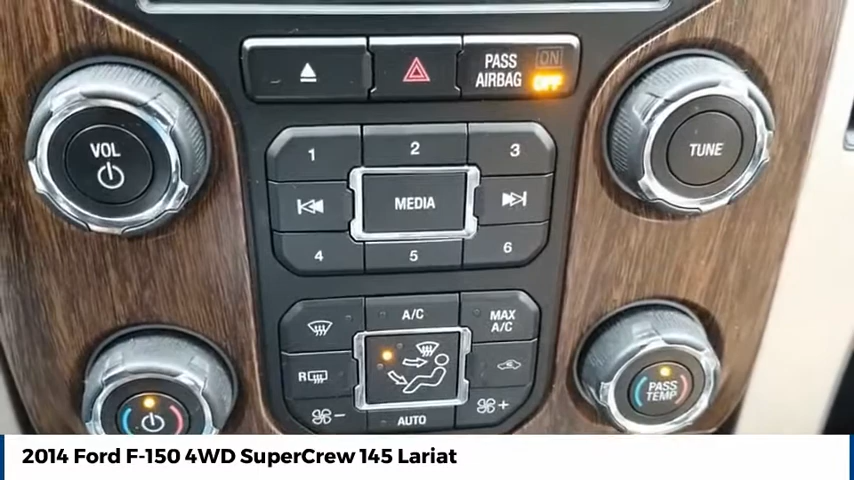 PASS
AIRBAG
ON
OFF
VOL
TUNE
1
2
3
MEDIA
4
5
6
A/C
MAX
A/C
R
AUTO
-
+
PASS
TEMP
2014 Ford F-150 4WD SuperCrew 145 Lariat